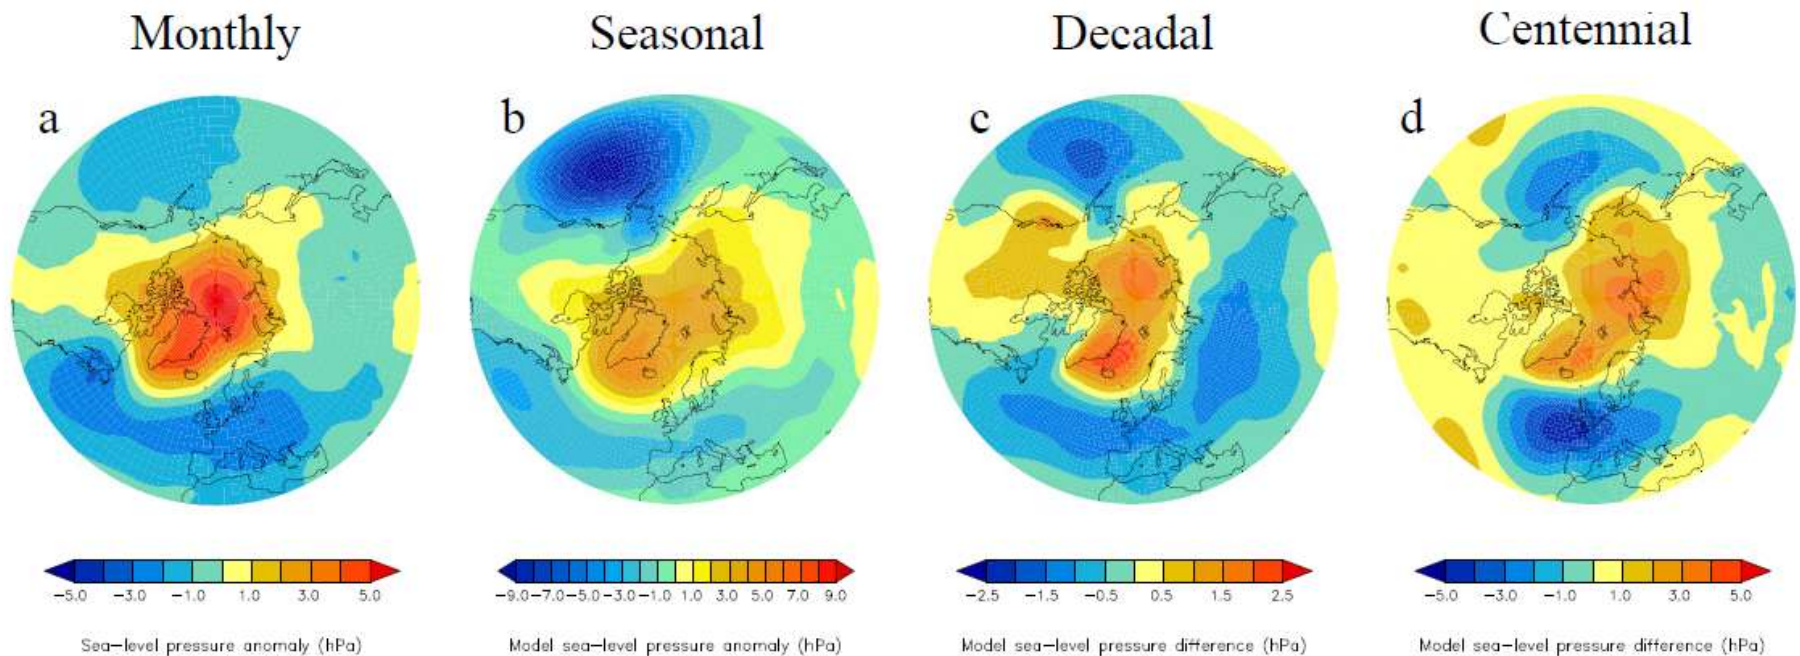 Monthly Seasonal Decadal Centennial
a b c d
−5.0 −3.0 −1.0 1.0 3.0 5.0
−9.0 −7.0 −5.0 −3.0 −1.0 1.0 3.0 5.0 7.0 9.0
−2.5 −1.5 −0.5 0.5 1.5 2.5
−5.0 −3.0 −1.0 1.0 3.0 5.0
Sea−level pressure anomaly (hPa)
Model sea−level pressure anomaly (hPa)
Model sea−level pressure difference (hPa)
Model sea−level pressure difference (hPa)